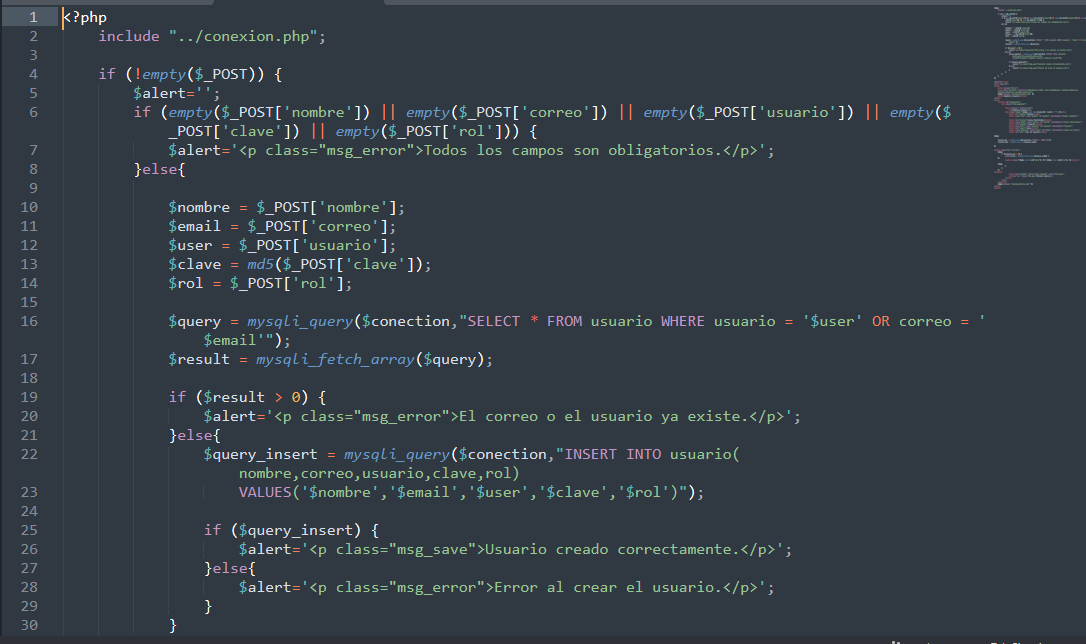 1 <?php
2 include "../conexion.php";
3
4 if (!empty($_POST)) {
5 $alert='';
6 if (empty($_POST['nombre']) || empty($_POST['correo']) || empty($_POST['usuario']) || empty($
_POST['clave']) || empty($_POST['rol'])) {
7 $alert='<p class="msg_error">Todos los campos son obligatorios.</p>';
8 }else{
9
10 $nombre = $_POST['nombre'];
11 $email = $_POST['correo'];
12 $user = $_POST['usuario'];
13 $clave = md5($_POST['clave']);
14 $rol = $_POST['rol'];
15
16 $query = mysqli_query($conection,"SELECT * FROM usuario WHERE usuario = '$user' OR correo = '
$email'");
17 $result = mysqli_fetch_array($query);
18
19 if ($result > 0) {
20 $alert='<p class="msg_error">El correo o el usuario ya existe.</p>';
21 }else{
22 $query_insert = mysqli_query($conection,"INSERT INTO usuario(
nombre,correo,usuario,clave,rol)
23 VALUES('$nombre','$email','$user','$clave','$rol')");
24
25 if ($query_insert) {
26 $alert='<p class="msg_save">Usuario creado correctamente.</p>';
27 }else{
28 $alert='<p class="msg_error">Error al crear el usuario.</p>';
29 }
30 }